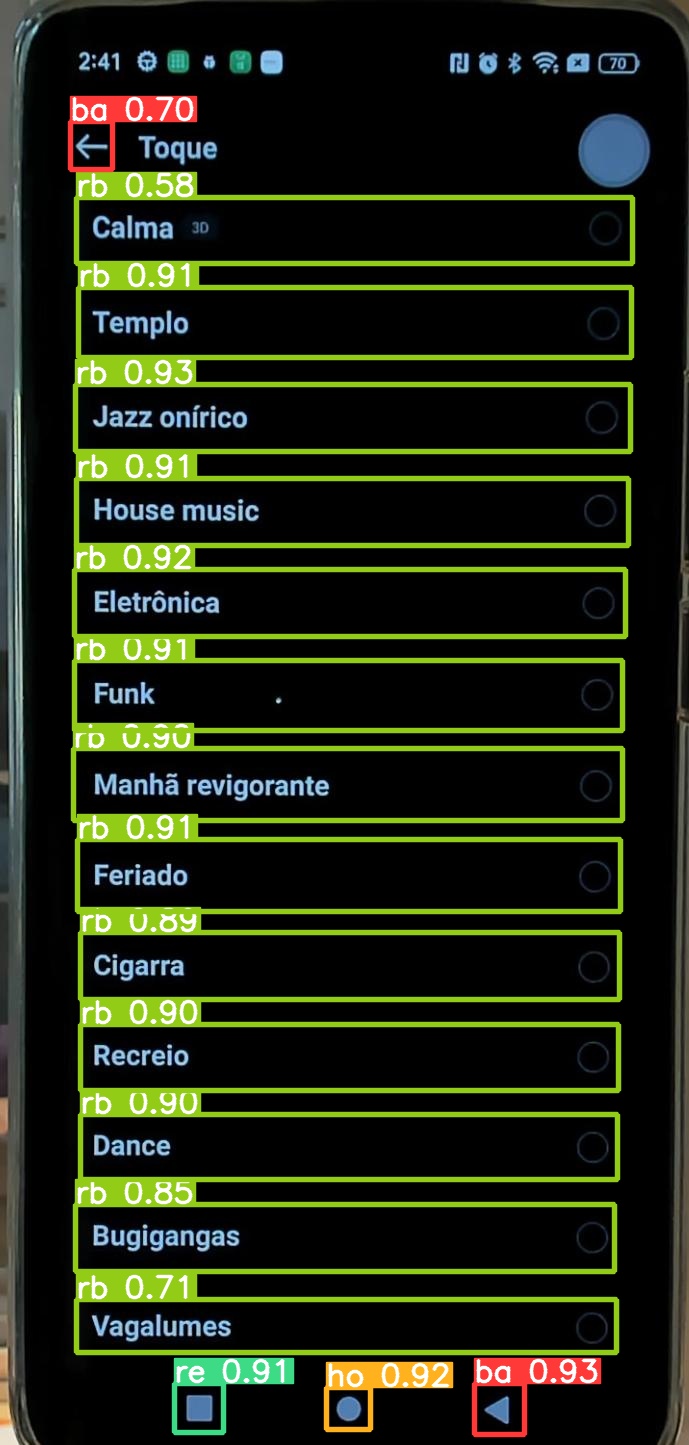 2:41 70
ba 0.70
Toque
rb 0.58
Calma 3D
rb 0.91
Templo
rb 0.93
Jazz onírico
rb 0.91
House music
rb 0.92
Eletrônica
rb 0.91
Funk
rb 0.90
Manhã revigorante
rb 0.91
Feriado
rb 0.89
Cigarra
rb 0.90
Recreio
rb 0.90
Dance
rb 0.85
Bugigangas
rb 0.71
Vagalumes
re 0.91 ho 0.92 ba 0.93